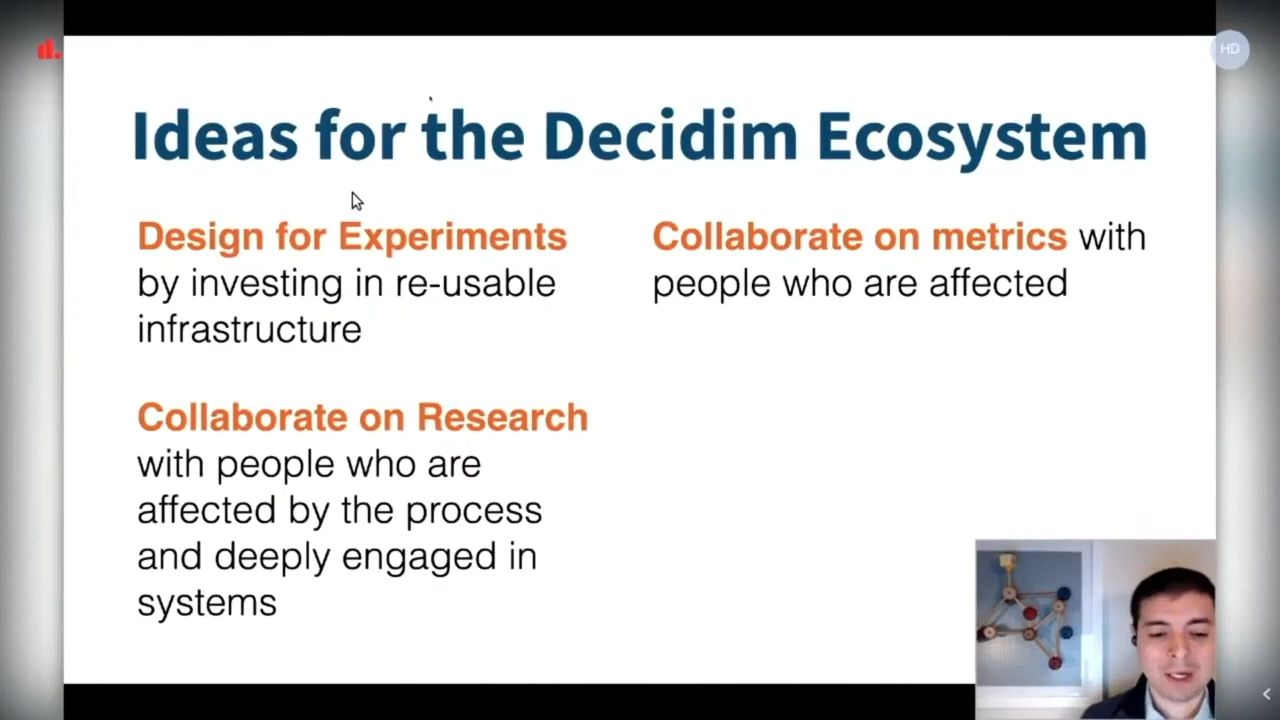 HD
Ideas for the Decidim Ecosystem
Design for Experiments
by investing in re-usable
infrastructure
Collaborate on Research
with people who are
affected by the process
and deeply engaged in
systems
Collaborate on metrics with
people who are affected